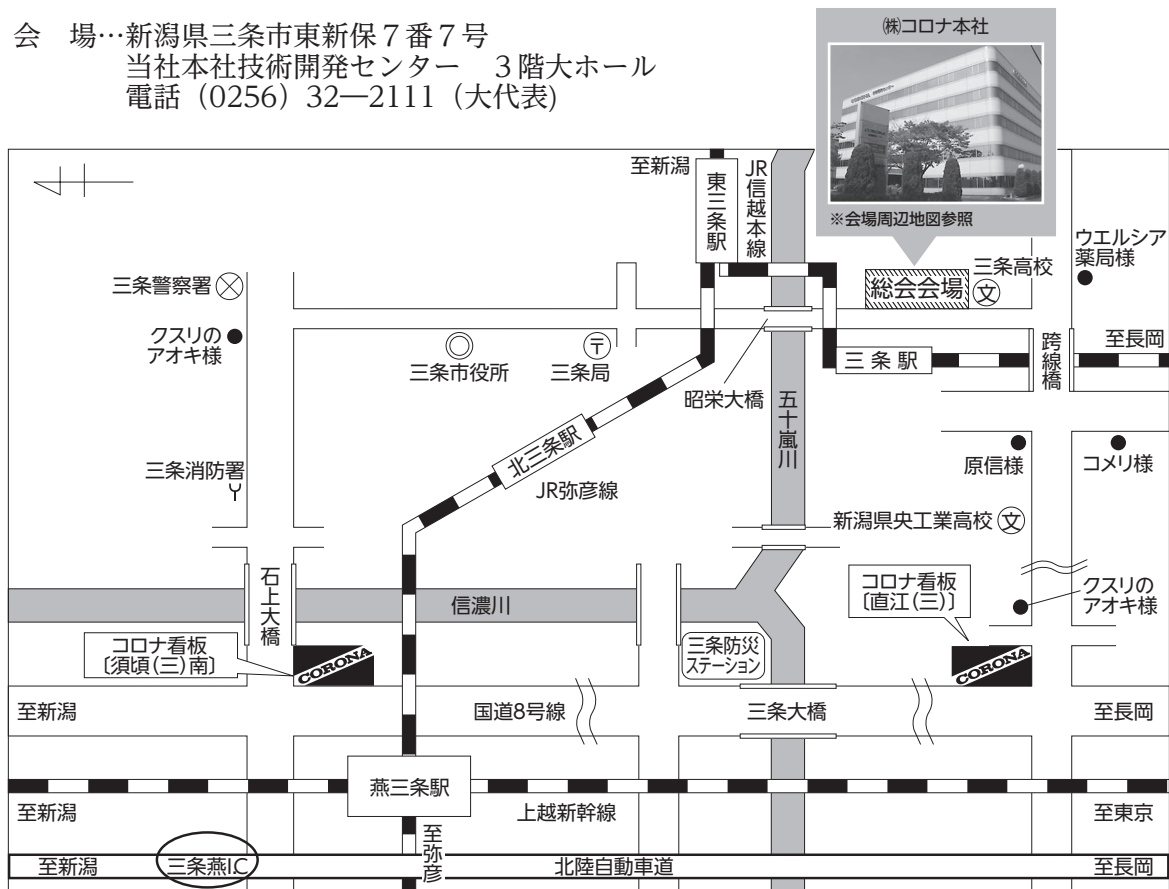 会　場…新潟県三条市東新保７番７号
当社本社技術開発センター　３階大ホール
電話（0256）32―2111（大代表)
㈱コロナ本社
※会場周辺地図参照
至新潟
東三条駅
JR信越本線
ウエルシア
薬局様
三条警察署
三条高校
総会会場
文
クスリの
アオキ様
三条市役所
〒
三条局
昭栄大橋
三条駅
跨線橋
至長岡
五十嵐川
北三条駅
JR弥彦線
原信様
コメリ様
三条消防署
新潟県央工業高校
文
石上大橋
信濃川
コロナ看板
〔直江(三)〕
クスリの
アオキ様
コロナ看板
〔須頃(三)南〕
CORONA
三条防災
ステーション
CORONA
至新潟
国道8号線
三条大橋
至長岡
燕三条駅
至新潟
上越新幹線
至東京
至弥彦
至新潟
三条燕I.C
北陸自動車道
至長岡